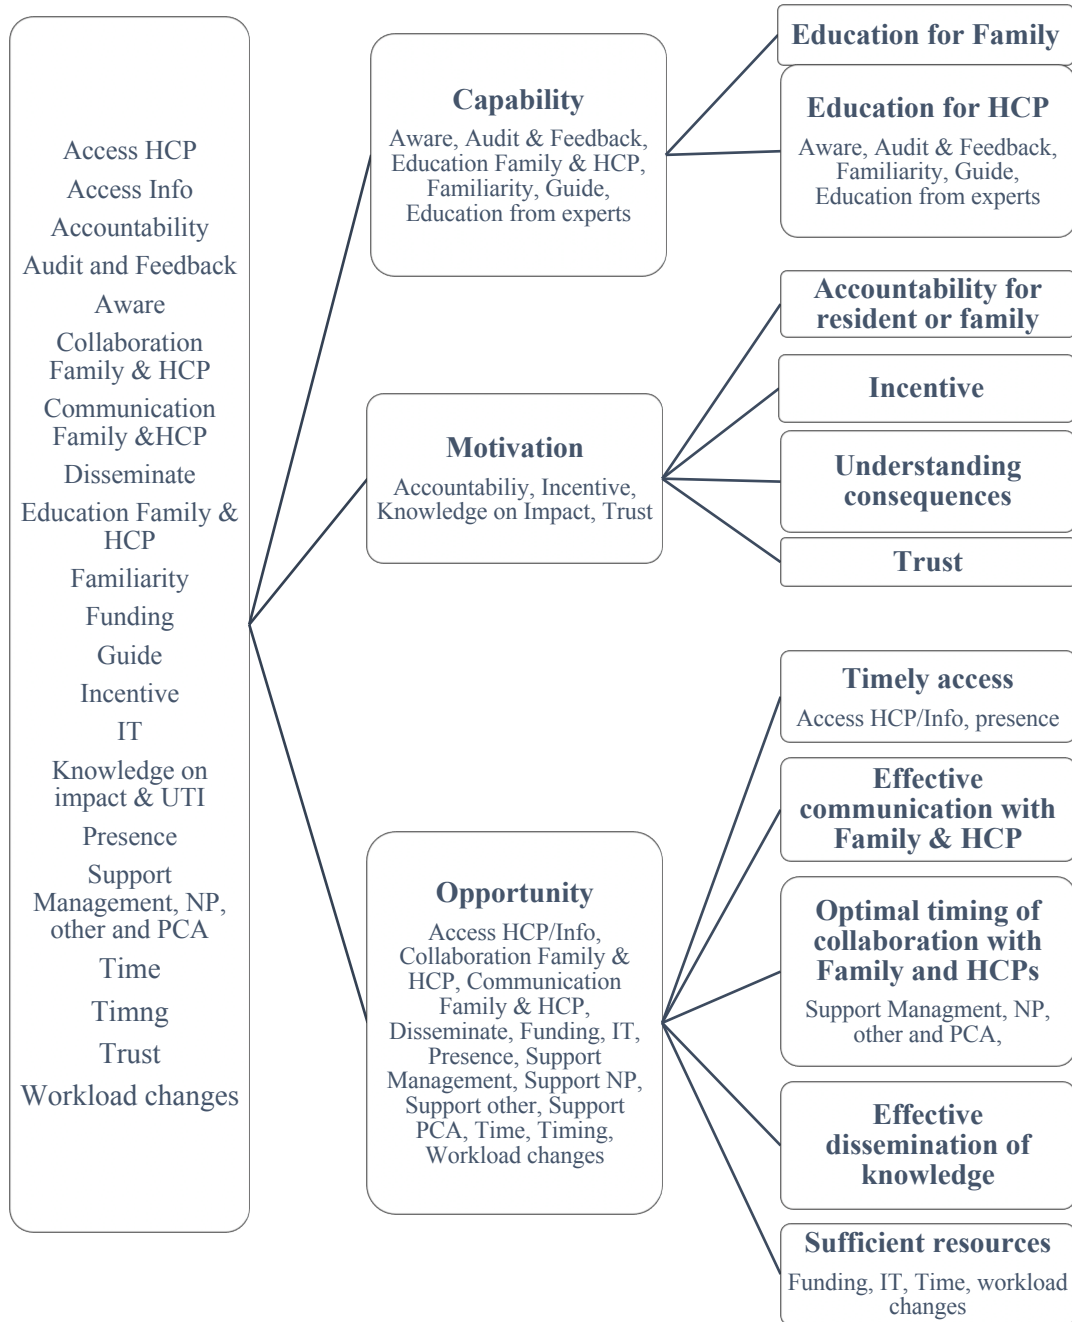 Access HCP
Access Info
Accountability
Audit and Feedback
Aware
Collaboration
Family & HCP
Communication
Family &HCP
Disseminate
Education Family &
HCP
Familiarity
Funding
Guide
Incentive
IT
Knowledge on
impact & UTI
Presence
Support
Management, NP,
other and PCA
Time
Timng
Trust
Workload changes
Capability
Aware, Audit & Feedback,
Education Family & HCP,
Familiarity, Guide,
Education from experts
Education for Family
Education for HCP
Aware, Audit & Feedback,
Familiarity, Guide,
Education from experts
Motivation
Accountabiliy, Incentive,
Knowledge on Impact, Trust
Accountability for
resident or family
Incentive
Understanding
consequences
Trust
Opportunity
Access HCP/Info,
Collaboration Family &
HCP, Communication
Family & HCP,
Disseminate, Funding, IT,
Presence, Support
Management, Support NP,
Support other, Support
PCA, Time, Timing,
Workload changes
Timely access
Access HCP/Info, presence
Effective
communication with
Family & HCP
Optimal timing of
collaboration with
Family and HCPs
Support Managment, NP,
other and PCA,
Effective
dissemination of
knowledge
Sufficient resources
Funding, IT, Time, workload
changes